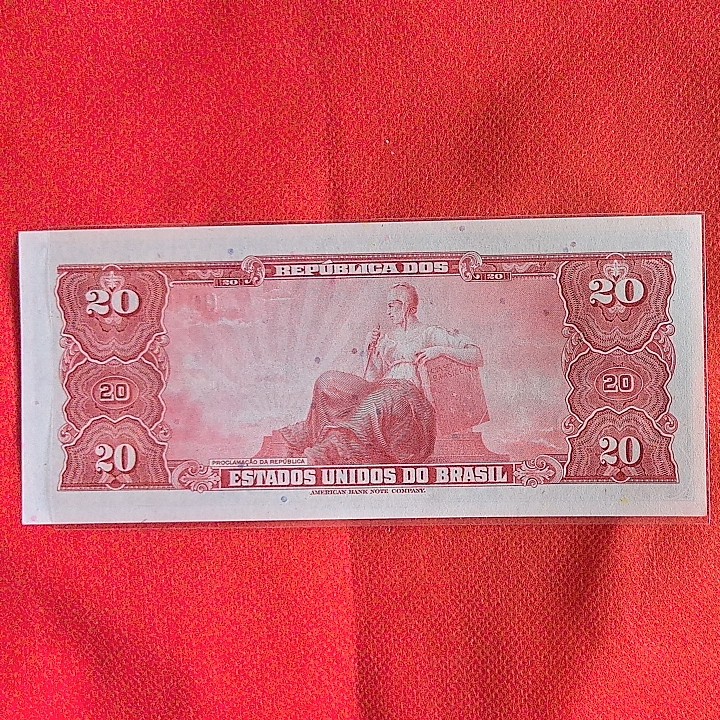 REPÚBLICA DOS
20 20
20 20
20 20
20 20
PROCLAMAÇÃO DA REPÚBLICA
ESTADOS UNIDOS DO BRASIL
AMERICAN BANK NOTE COMPANY.